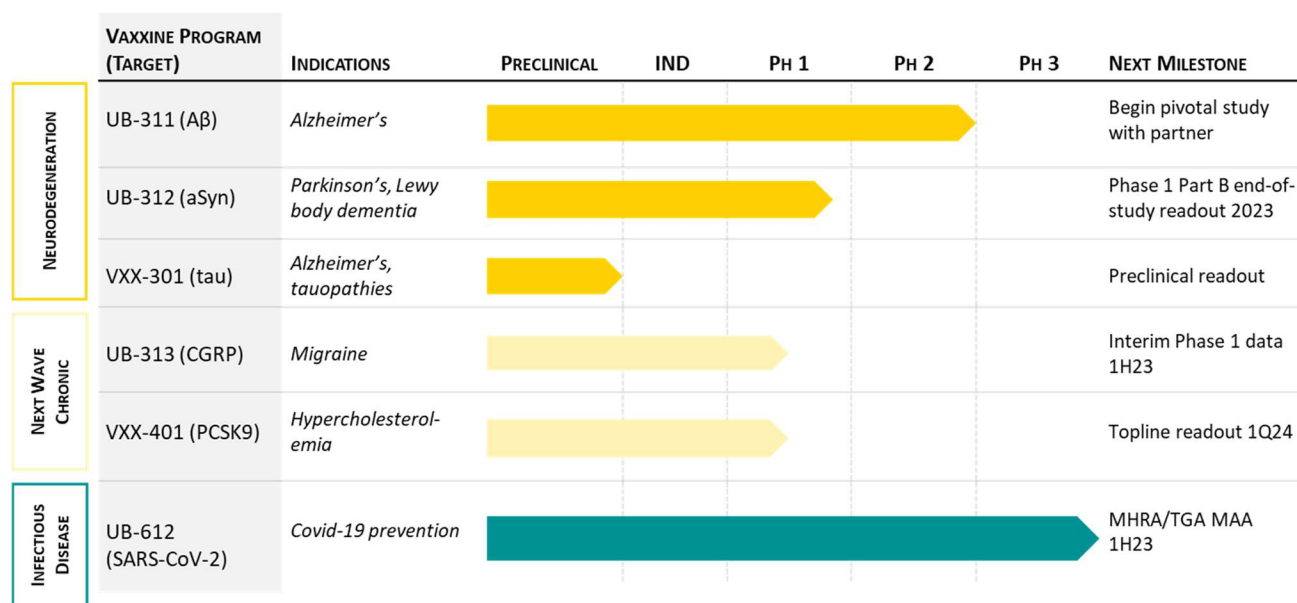 VAXXINE PROGRAM
(TARGET)
INDICATIONS
PRECLINICAL
IND
PH 1
PH 2
PH 3
NEXT MILESTONE
NEURODEGENERATION
UB-311 (Aβ)
Alzheimer's
Begin pivotal study
with partner
UB-312 (aSyn)
Parkinson's, Lewy
body dementia
Phase 1 Part B end-of-
study readout 2023
VXX-301 (tau)
Alzheimer's,
tauopathies
Preclinical readout
NEXT WAVE
CHRONIC
UB-313 (CGRP)
Migraine
Interim Phase 1 data
1H23
VXX-401 (PCSK9)
Hypercholesterol-
emia
Topline readout 1Q24
INFECTIOUS
DISEASE
UB-612
(SARS-CoV-2)
Covid-19 prevention
MHRA/TGA MAA
1H23